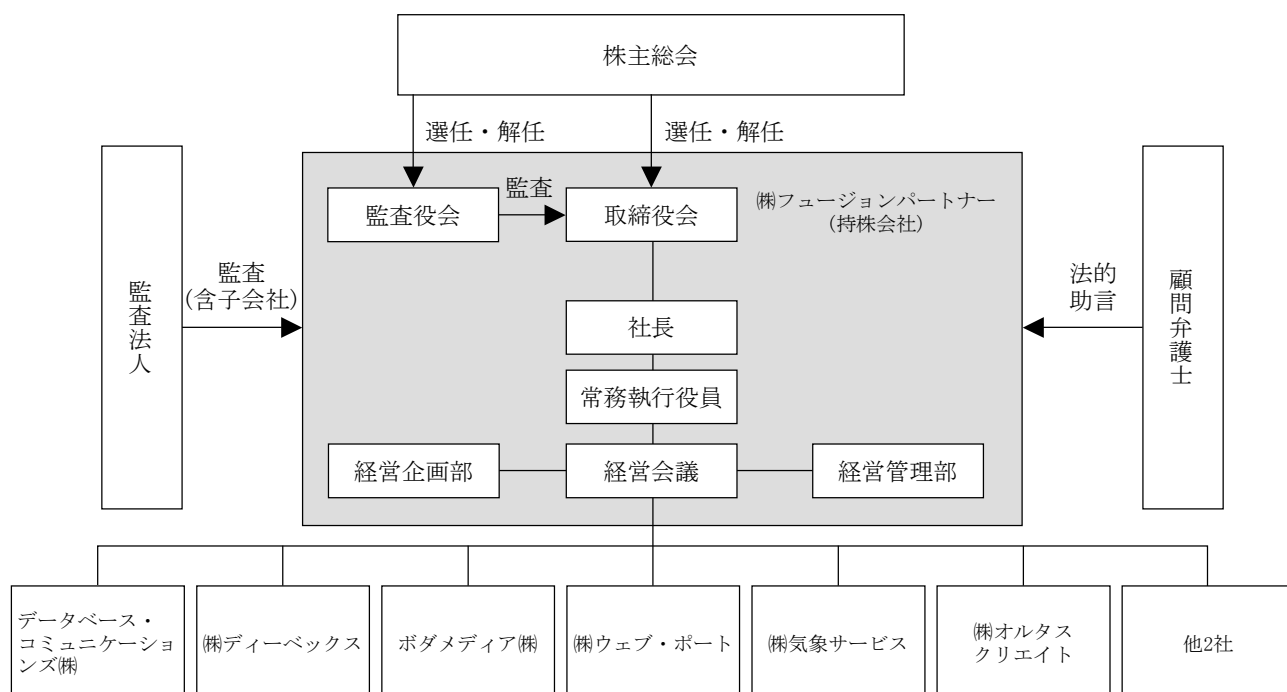 株主総会
選任・解任
選任・解任
監査役会
監査
取締役会
㈱フュージョンパートナー
(持株会社)
監査法人
監査
(含子会社)
社長
法的
助言
顧問弁護士
常務執行役員
経営企画部
経営会議
経営管理部
データベース・
コミュニケーショ
ンズ㈱
㈱ディーベックス
ボダメディア㈱
㈱ウェブ・ポート
㈱気象サービス
㈱オルタス
クリエイト
他2社